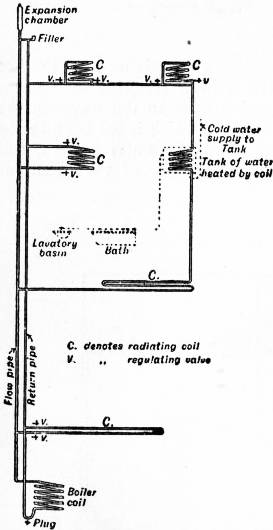 Expansion
chamber
Filler
C
C
V.
V.
V.
v
V.
C
V.
Cold water
supply to
Tank
Tank of water
heated by coil
Lavatory
basin
Bath
C.
C. denotes radiating coil
V. „ regulating valve
Flow pipe
Return pipe
V.
C.
V.
Boiler
coil
Plug